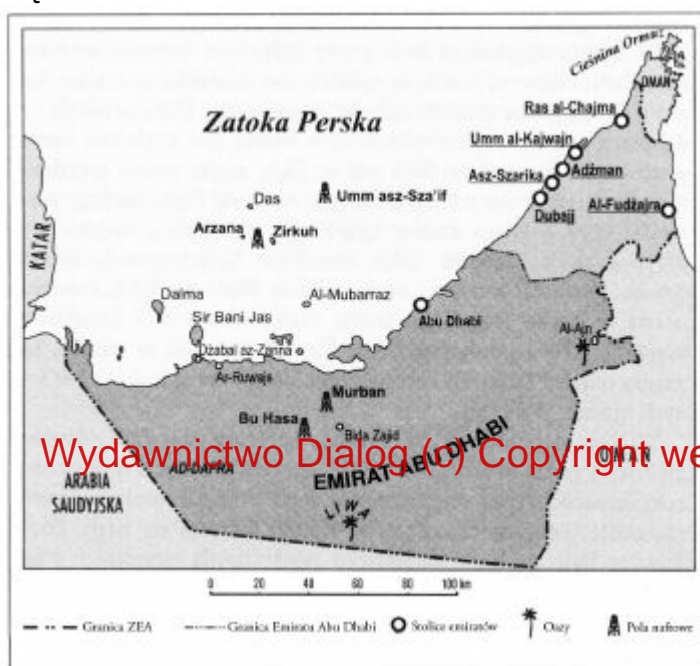 Cieśnina Ormuz
OMAN
Ras al-Chajma
Zatoka Perska
Umm al-Kajwajn
Adżman
Das
Umm asz-Sza'if
Asz-Szarika
Dubajj
Al-Fudżajra
Arzana
Zirkuh
KATAR
Dalma
Al-Mubarraz
Sir Bani Jas
Abu Dhabi
Al-Ajn
Dżabal az-Zanna
Ar-Ruwajs
Murban
Bu Hasa
Bida Zajid
Wydawnictwo Dialog (c) Copyright we
EMIRAT ABU DHABI
OMAN
AD-DAFRA
ARABIA
SAUDYJSKA
LIWA
0 20 40 60 80 100 km
Granica ZEA
Granica Emiratu Abu Dhabi
Stolice emiratów
Oazy
Pola naftowe